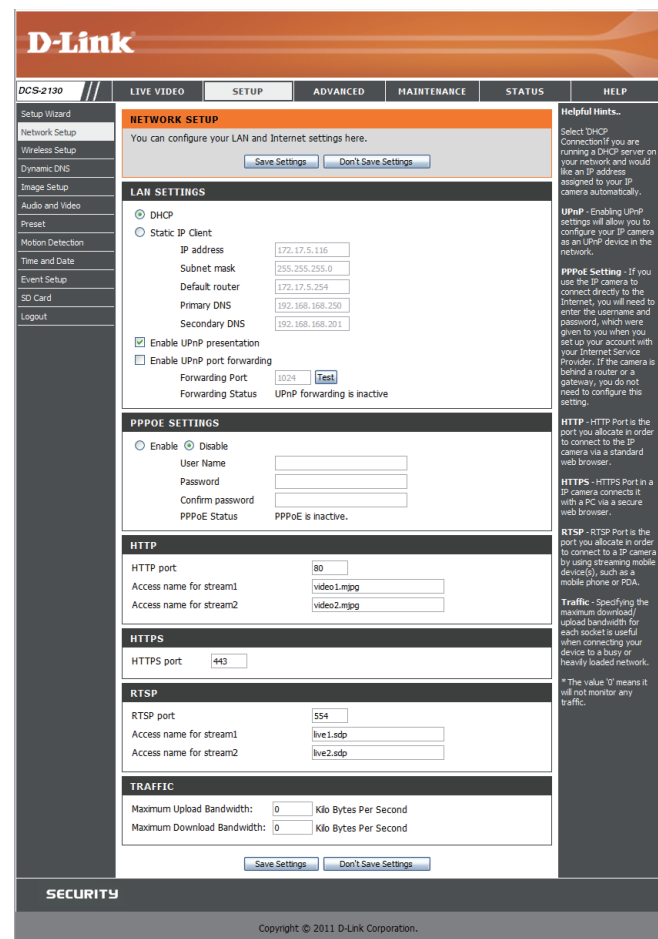 D-Link
DCS-2130
LIVE VIDEO
SETUP
ADVANCED
MAINTENANCE
STATUS
HELP
Setup Wizard
Network Setup
Wireless Setup
Dynamic DNS
Image Setup
Audio and Video
Preset
Motion Detection
Time and Date
Event Setup
SD Card
Logout
NETWORK SETUP
You can configure your LAN and Internet settings here.
Save Settings Don't Save Settings
LAN SETTINGS
DHCP
Static IP Client
IP address 172.17.5.116
Subnet mask 255.255.255.0
Default router 172.17.5.254
Primary DNS 192.168.168.250
Secondary DNS 192.168.168.201
Enable UPnP presentation
Enable UPnP port forwarding
Forwarding Port 1024 Test
Forwarding Status UPnP forwarding is inactive
PPPOE SETTINGS
Enable Disable
User Name
Password
Confirm password
PPPoE Status PPPoE is inactive.
HTTP
HTTP port 80
Access name for stream1 video1.mjpg
Access name for stream2 video2.mjpg
HTTPS
HTTPS port 443
RTSP
RTSP port 554
Access name for stream1 live1.sdp
Access name for stream2 live2.sdp
TRAFFIC
Maximum Upload Bandwidth: 0 Kilo Bytes Per Second
Maximum Download Bandwidth: 0 Kilo Bytes Per Second
Save Settings Don't Save Settings
Helpful Hints..
Select 'DHCP
Connection'if you are
running a DHCP server on
your network and would
like an IP address
assigned to your IP
camera automatically.
UPnP - Enabling UPnP
settings will allow you to
configure your IP camera
as an UPnP device in the
network.
PPPoE Setting - If you
use the IP camera to
connect directly to the
Internet, you will need to
enter the username and
password, which were
given to you when you
set up your account with
your Internet Service
Provider. If the camera is
behind a router or a
gateway, you do not
need to configure this
setting.
HTTP - HTTP Port is the
port you allocate in order
to connect to the IP
camera via a standard
web browser.
HTTPS - HTTPS Port in a
IP camera connects it
with a PC via a secure
web browser.
RTSP - RTSP Port is the
port you allocate in order
to connect to a IP camera
by using streaming mobile
device(s), such as a
mobile phone or PDA.
Traffic - Specifying the
maximum download/
upload bandwidth for
each socket is useful
when connecting your
device to a busy or
heavily loaded network.
* The value '0' means it
will not monitor any
traffic.
SECURITY
Copyright © 2011 D-Link Corporation.